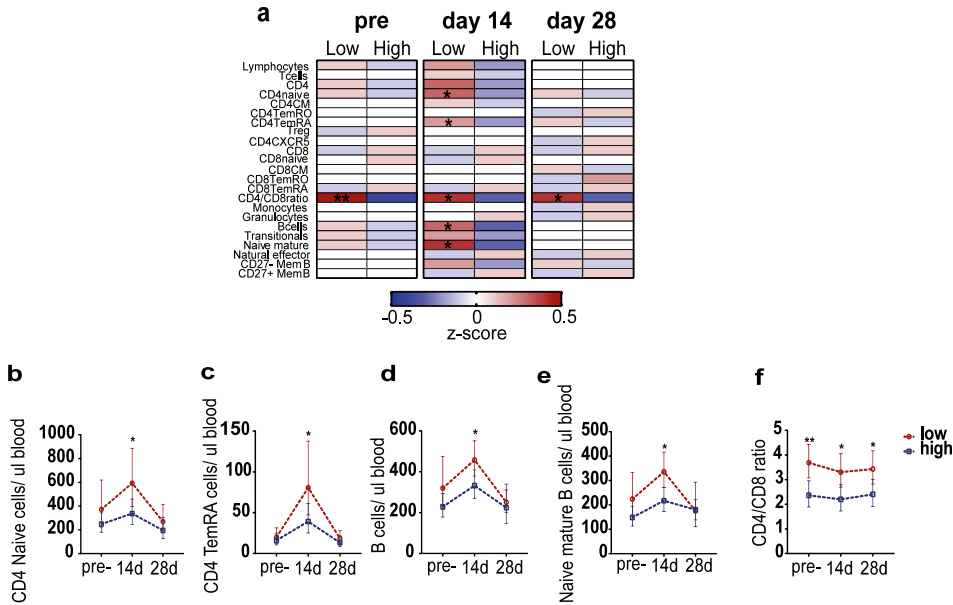 a
pre day 14 day 28
Low High Low High Low High
Lymphocytes
Tcells
CD4
CD4naive *
CD4CM
CD4TemRO
CD4TemRA *
Treg
CD4CXCR5
CD8
CD8naive
CD8CM
CD8TemRO
CD8TemRA
CD4/CD8ratio ** * *
Monocytes
Granulocytes
Bcells *
Transitionals
Naive mature *
Natural effector
CD27- Mem B
CD27+ Mem B
-0.5 0 0.5
z-score
b
CD4 Naive cells/ ul blood
1000
800
600
400
200
0
*
pre- 14d 28d
c
CD4 TemRA cells/ ul blood
150
100
50
0
*
pre- 14d 28d
d
B cells/ ul blood
600
400
200
0
*
pre- 14d 28d
e
Naive mature B cells/ ul blood
500
400
300
200
100
0
*
pre- 14d 28d
f
CD4/CD8 ratio
5
4
3
2
1
0
** * *
pre- 14d 28d
low
high